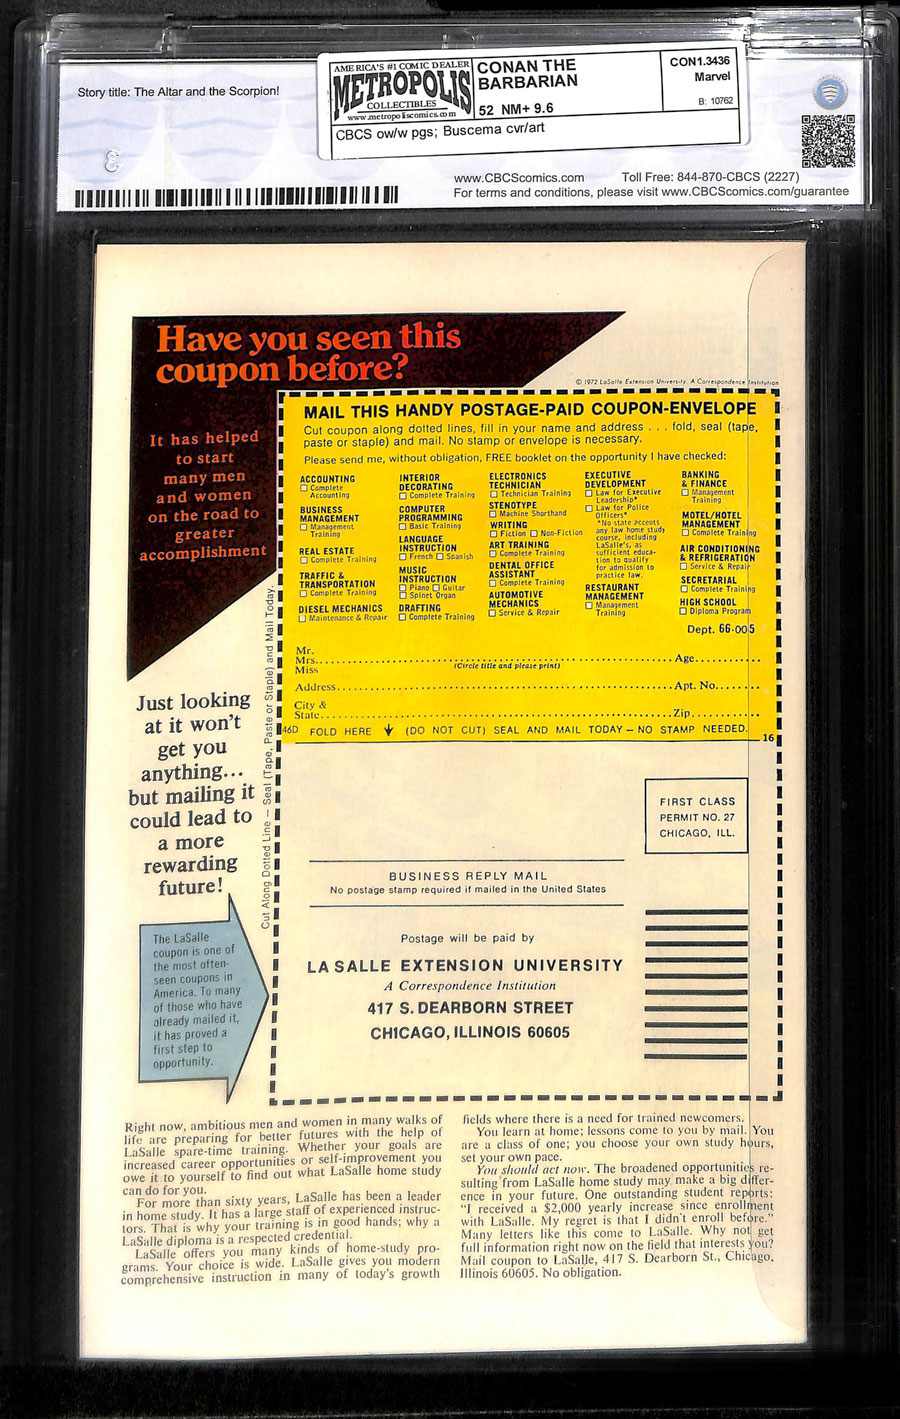 Story title: The Altar and the Scorpion!
AMERICA'S #1 COMIC DEALER
METROPOLIS
COLLECTIBLES
www.metropoliscomics.com
CONAN THE
BARBARIAN
52 NM+ 9.6
CON1.3436
Marvel
B: 10762
CBCS ow/w pgs; Buscema cvr/art
www.CBCScomics.com Toll Free: 844-870-CBCS (2227)
For terms and conditions, please visit www.CBCScomics.com/guarantee
Have you seen this
coupon before?
© 1972 LaSalle Extension University. A Correspondence Institution
It has helped
to start
many men
and women
on the road to
greater
accomplishment
MAIL THIS HANDY POSTAGE-PAID COUPON-ENVELOPE
Cut coupon along dotted lines, fill in your name and address . . . fold, seal (tape,
paste or staple) and mail. No stamp or envelope is necessary.
Please send me, without obligation, FREE booklet on the opportunity I have checked:
ACCOUNTING
Complete
Accounting
BUSINESS
MANAGEMENT
Management
Training
REAL ESTATE
Complete Training
TRAFFIC &
TRANSPORTATION
Complete Training
DIESEL MECHANICS
Maintenance & Repair
INTERIOR
DECORATING
Complete Training
COMPUTER
PROGRAMMING
Basic Training
LANGUAGE
INSTRUCTION
French Spanish
MUSIC
INSTRUCTION
Piano Guitar
Spinet Organ
DRAFTING
Complete Training
ELECTRONICS
TECHNICIAN
Technician Training
STENOTYPE
Machine Shorthand
WRITING
Fiction Non-Fiction
ART TRAINING
Complete Training
DENTAL OFFICE
ASSISTANT
Complete Training
AUTOMOTIVE
MECHANICS
Service & Repair
EXECUTIVE
DEVELOPMENT
Law for Executive
Leadership*
Law for Police
Officers*
*No state accepts
any law home study
course, including
LaSalle's, as
sufficient educa-
tion to qualify
for admission to
practice law.
RESTAURANT
MANAGEMENT
Management
Training
BANKING
& FINANCE
Management
Training
MOTEL/HOTEL
MANAGEMENT
Complete Training
AIR CONDITIONING
& REFRIGERATION
Service & Repair
SECRETARIAL
Complete Training
HIGH SCHOOL
Diploma Program
Dept. 66-005
Mr.
Mrs. Age
Miss
(Circle title and please print)
Address Apt. No.
City &
State Zip
46D FOLD HERE (DO NOT CUT) SEAL AND MAIL TODAY – NO STAMP NEEDED.
16
Cut Along Dotted Line – Seal (Tape, Paste or Staple) and Mail Today.
Just looking
at it won't
get you
anything...
but mailing it
could lead to
a more
rewarding
future!
FIRST CLASS
PERMIT NO. 27
CHICAGO, ILL.
BUSINESS REPLY MAIL
No postage stamp required if mailed in the United States
Postage will be paid by
LA SALLE EXTENSION UNIVERSITY
A Correspondence Institution
417 S. DEARBORN STREET
CHICAGO, ILLINOIS 60605
The LaSalle
coupon is one of
the most often-
seen coupons in
America. To many
of those who have
already mailed it,
it has proved a
first step to
opportunity.
Right now, ambitious men and women in many walks of
life are preparing for better futures with the help of
LaSalle spare-time training. Whether your goals are
increased career opportunities or self-improvement you
owe it to yourself to find out what LaSalle home study
can do for you.
For more than sixty years, LaSalle has been a leader
in home study. It has a large staff of experienced instruc-
tors. That is why your training is in good hands; why a
LaSalle diploma is a respected credential.
LaSalle offers you many kinds of home-study pro-
grams. Your choice is wide. LaSalle gives you modern
comprehensive instruction in many of today's growth
fields where there is a need for trained newcomers.
You learn at home; lessons come to you by mail. You
are a class of one; you choose your own study hours,
set your own pace.
You should act now. The broadened opportunities re-
sulting from LaSalle home study may make a big differ-
ence in your future. One outstanding student reports:
"I received a $2,000 yearly increase since enrollment
with LaSalle. My regret is that I didn't enroll before."
Many letters like this come to LaSalle. Why not get
full information right now on the field that interests you?
Mail coupon to LaSalle, 417 S. Dearborn St., Chicago,
Illinois 60605. No obligation.